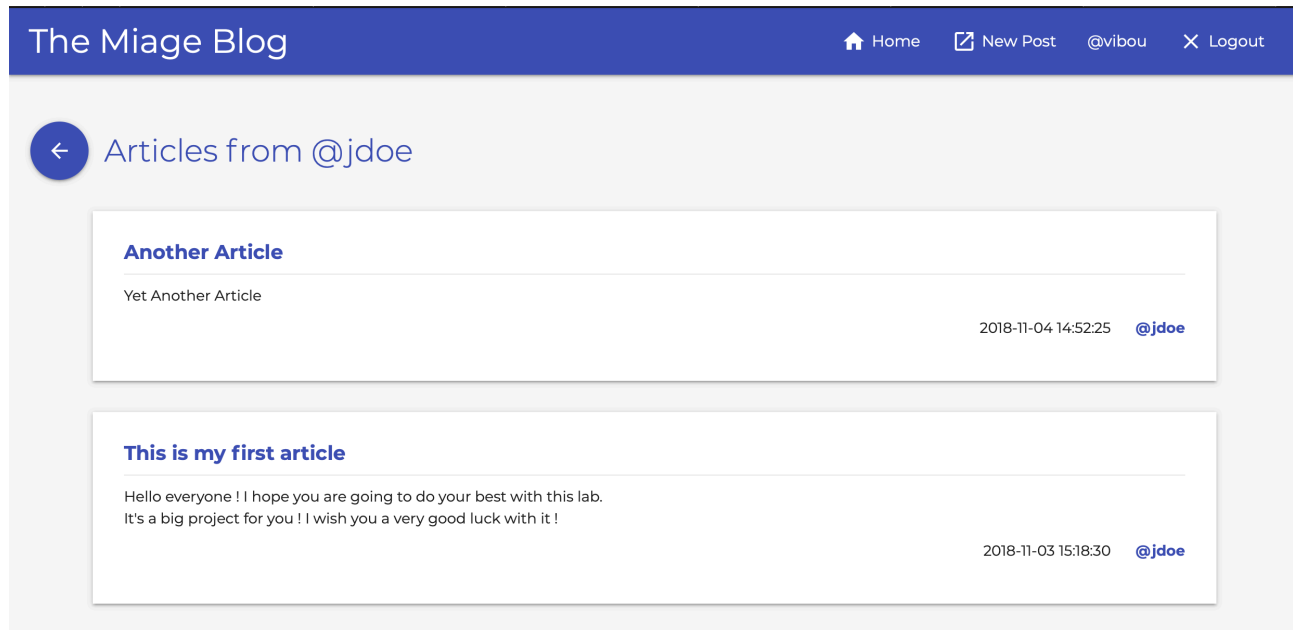 The Miage Blog
Home
New Post
@vibou
Logout
Articles from @jdoe
Another Article
Yet Another Article
2018-11-04 14:52:25 @jdoe
This is my first article
Hello everyone ! I hope you are going to do your best with this lab.
It's a big project for you ! I wish you a very good luck with it !
2018-11-03 15:18:30 @jdoe